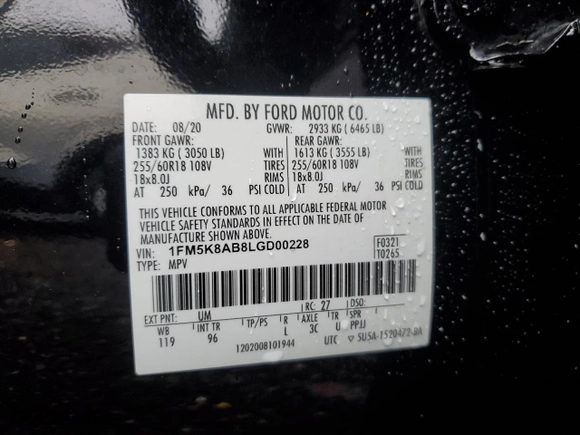 MFD. BY FORD MOTOR CO.
DATE: 08/20 GVWR: 2933 KG ( 6465 LB)
FRONT GAWR: REAR GAWR:
1383 KG ( 3050 LB) WITH 1613 KG ( 3555 LB) WITH
255/60R18 108V TIRES 255/60R18 108V TIRES
18x8.0J RIMS 18x8.0J RIMS
AT 250 kPa/ 36 PSI COLD AT 250 kPa/ 36 PSI COLD
THIS VEHICLE CONFORMS TO ALL APPLICABLE FEDERAL MOTOR
VEHICLE SAFETY STANDARDS IN EFFECT ON THE DATE OF
MANUFACTURE SHOWN ABOVE.
VIN: 1FM5K8AB8LGD00228 F0321
TYPE: MPV T0265
EXT PNT: UM RC: 27 DSO:
WB INT TR TP/PS R AXLE TR SPR
119 96 L 3C U PPJJ
1202008101944 UTC 5U5A-1520472-BA